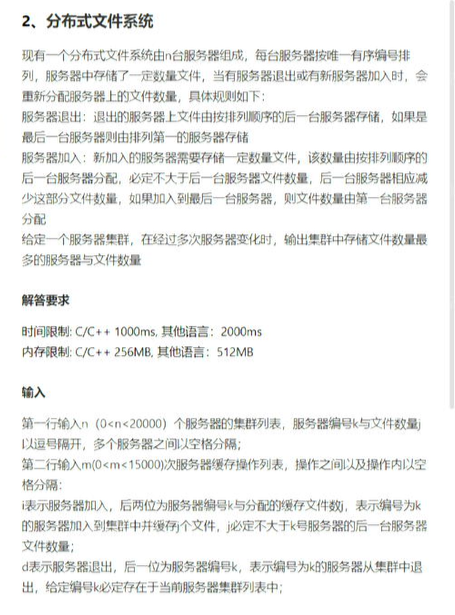 2、分布式文件系统
现有一个分布式文件系统由n台服务器组成，每台服务器按唯一有序编号排
列，服务器中存储了一定数量文件，当有服务器退出或有新服务器加入时，会
重新分配服务器上的文件数量，具体规则如下：
服务器退出：退出的服务器上文件由按排列顺序的后一台服务器存储，如果是
最后一台服务器则由排列第一的服务器存储
服务器加入：新加入的服务器需要存储一定数量文件，该数量由按排列顺序的
后一台服务器分配，必定不大于后一台服务器文件数量，后一台服务器相应减
少这部分文件数量，如果加入到最后一台服务器，则文件数量由第一台服务器
分配
给定一个服务器集群，在经过多次服务器变化时，输出集群中存储文件数量最
多的服务器与文件数量
解答要求
时间限制: C/C++ 1000ms, 其他语言：2000ms
内存限制: C/C++ 256MB, 其他语言：512MB
输入
第一行输入n（0<n<20000）个服务器的集群列表，服务器编号k与文件数量j
以逗号隔开，多个服务器之间以空格分隔；
第二行输入m(0<m<15000)次服务器缓存操作列表，操作之间以及操作内以空
格分隔：
i表示服务器加入，后两位为服务器编号k与分配的缓存文件数j，表示编号为k
的服务器加入到集群中并缓存j个文件，j必定不大于k号服务器的后一台服务器
文件数量；
d表示服务器退出，后一位为服务器编号k，表示编号为k的服务器从集群中退
出，给定编号k必定存在于当前服务器集群列表中；